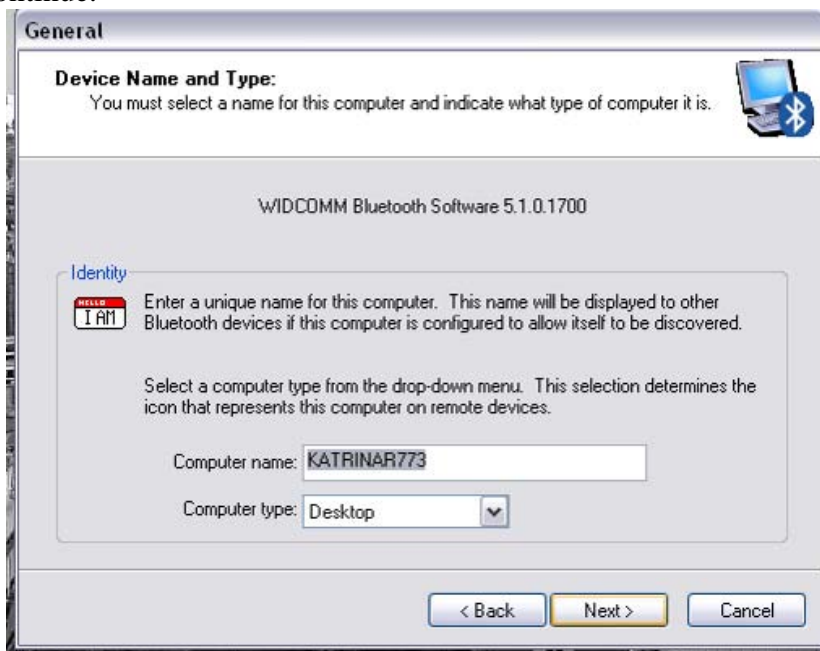 General
Device Name and Type:
You must select a name for this computer and indicate what type of computer it is.
WIDCOMM Bluetooth Software 5.1.0.1700
Identity
HELLO
I AM
Enter a unique name for this computer.  This name will be displayed to other
Bluetooth devices if this computer is configured to allow itself to be discovered.
Select a computer type from the drop-down menu.  This selection determines the
icon that represents this computer on remote devices.
Computer name: KATRINAR773
Computer type: Desktop
< Back Next > Cancel